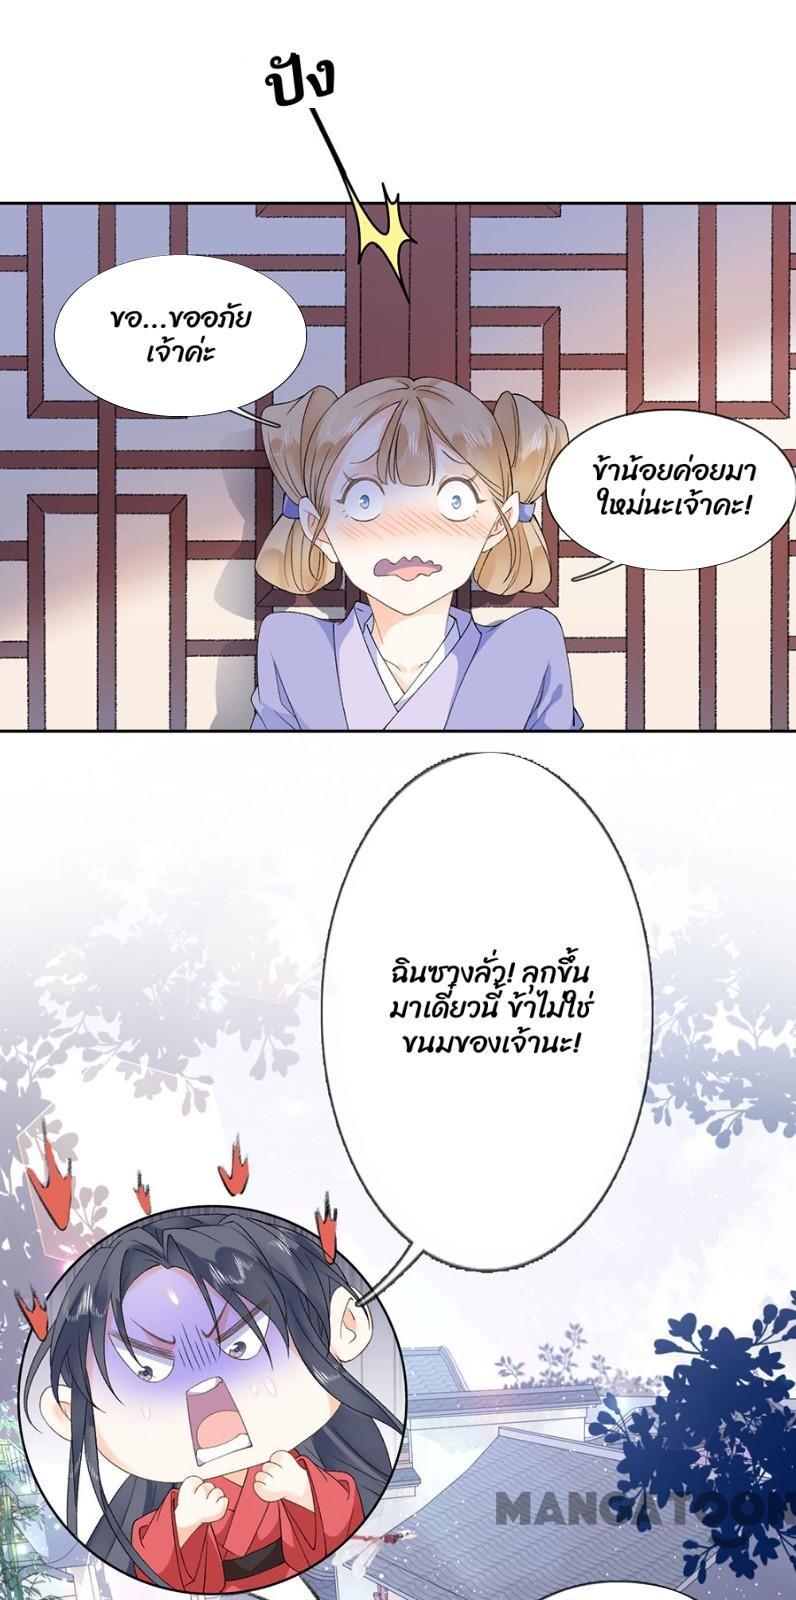 ปัง
ขอ...ขออภัย
เจ้าค่ะ
ข้าน้อยค่อยมา
ใหม่นะเจ้าคะ!
ฉินซางลั่ว! ลุกขึ้น
มาเดี๋ยวนี้ ข้าไม่ใช่
ขนมของเจ้านะ!
MANGATOON